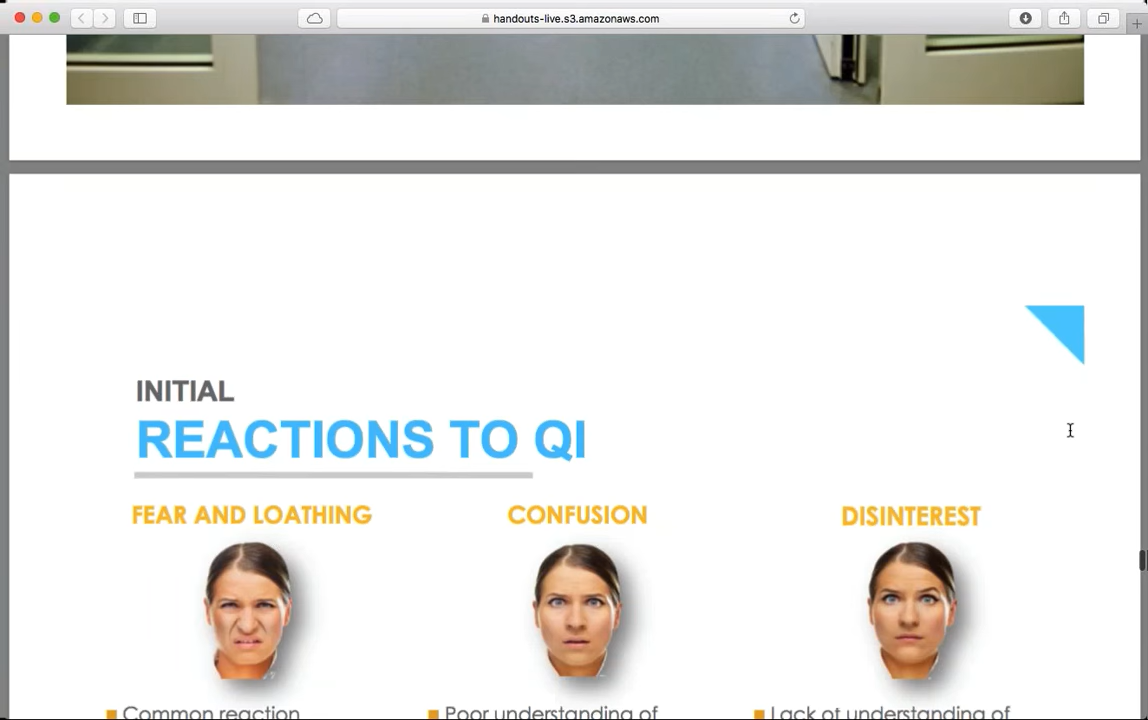 handouts-live.s3.amazonaws.com
INITIAL
REACTIONS TO QI
FEAR AND LOATHING
CONFUSION
DISINTEREST
Common reaction
Poor understanding of
Lack of understanding of